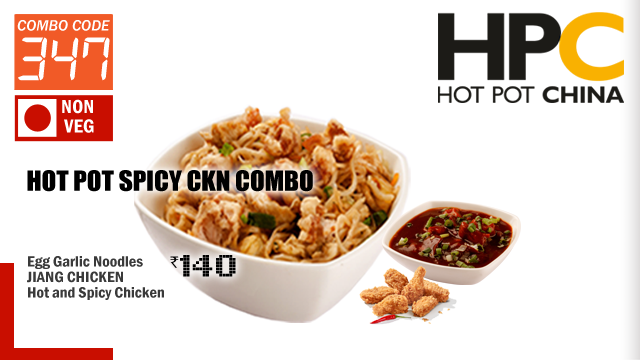 COMBO CODE
347
NON
VEG
HPC
HOT POT CHINA
HOT POT SPICY CKN COMBO
Egg Garlic Noodles
JIANG CHICKEN
Hot and Spicy Chicken
₹140